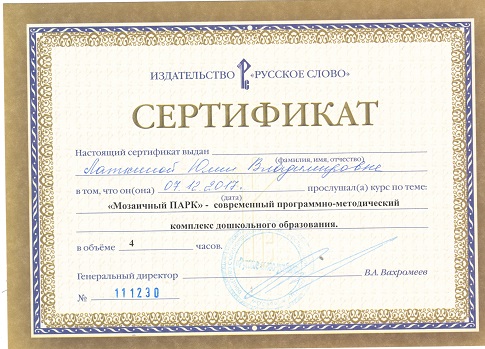 ИЗДАТЕЛЬСТВО «РУССКОЕ СЛОВО»
СЕРТИФИКАТ
Настоящий сертификат выдан
(фамилия, имя, отчество)
Латкиной Юлии Владимировне
в том, что он(она) 04.12.2017. прослушал(а) курс по теме:
(дата)
«Мозаичный ПАРК» - современный программно-методический
комплекс дошкольного образования.
в объёме 4 часов.
Генеральный директор В.А. Вахромеев
№ 111230